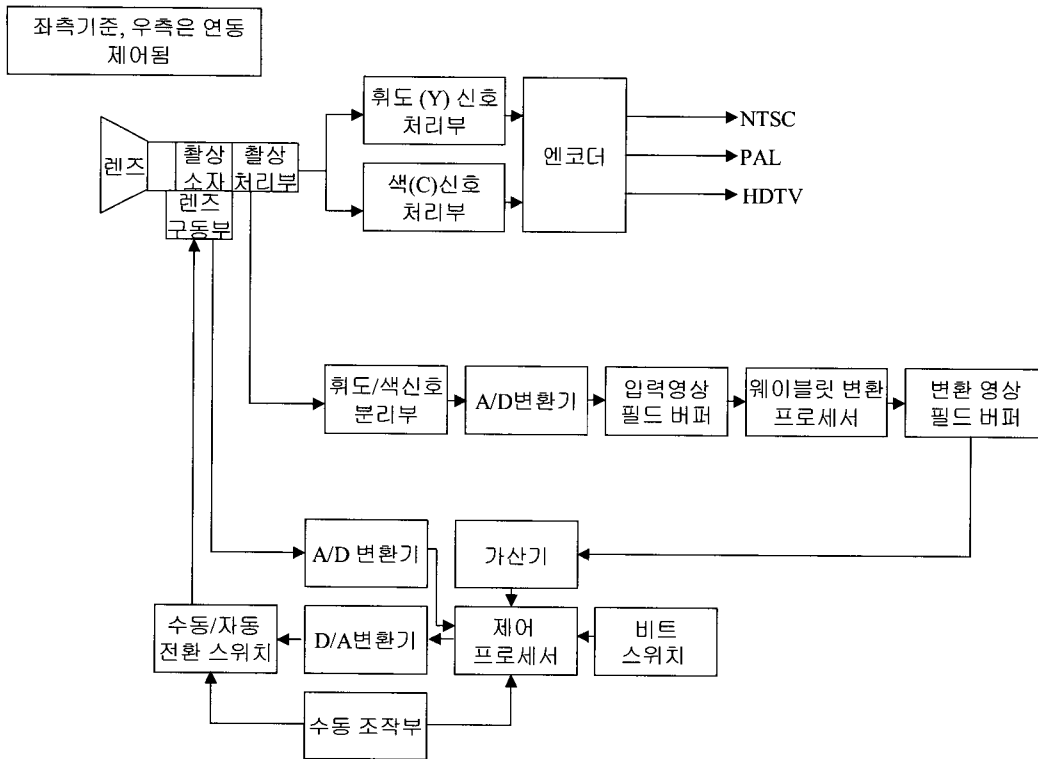 좌측기준, 우측은 연동
제어됨
렌즈
촬상
소자
촬상
처리부
렌즈
구동부
휘도 (Y) 신호
처리부
색(C)신호
처리부
엔코더
NTSC
PAL
HDTV
휘도/색신호
분리부
A/D변환기
입력영상
필드 버퍼
웨이블릿 변환
프로세서
변환 영상
필드 버퍼
A/D 변환기
가산기
수동/자동
전환 스위치
D/A변환기
제어
프로세서
비트
스위치
수동 조작부